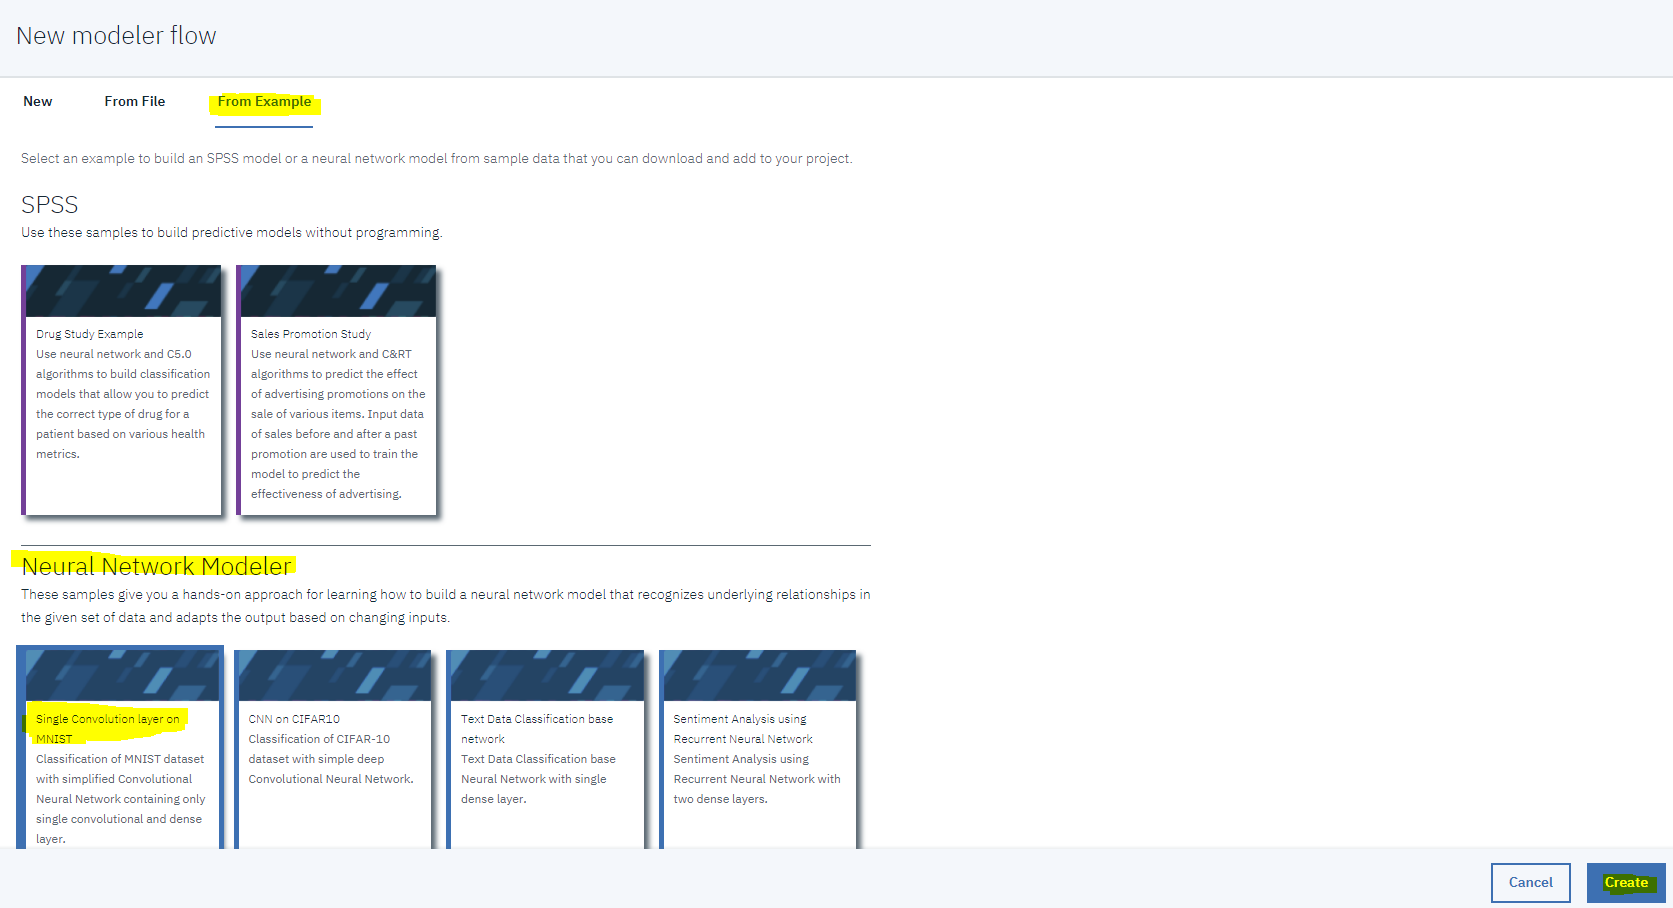 New modeler flow
New
From File
From Example
Select an example to build an SPSS model or a neural network model from sample data that you can download and add to your project.
SPSS
Use these samples to build predictive models without programming.
Drug Study Example
Use neural network and C5.0
algorithms to build classification
models that allow you to predict
the correct type of drug for a
patient based on various health
metrics.
Sales Promotion Study
Use neural network and C&RT
algorithms to predict the effect
of advertising promotions on the
sale of various items. Input data
of sales before and after a past
promotion are used to train the
model to predict the
effectiveness of advertising.
Neural Network Modeler
These samples give you a hands-on approach for learning how to build a neural network model that recognizes underlying relationships in
the given set of data and adapts the output based on changing inputs.
Single Convolution layer on
MNIST
Classification of MNIST dataset
with simplified Convolutional
Neural Network containing only
single convolutional and dense
layer.
CNN on CIFAR10
Classification of CIFAR-10
dataset with simple deep
Convolutional Neural Network.
Text Data Classification base
network
Text Data Classification base
Neural Network with single
dense layer.
Sentiment Analysis using
Recurrent Neural Network
Sentiment Analysis using
Recurrent Neural Network with
two dense layers.
Cancel
Create